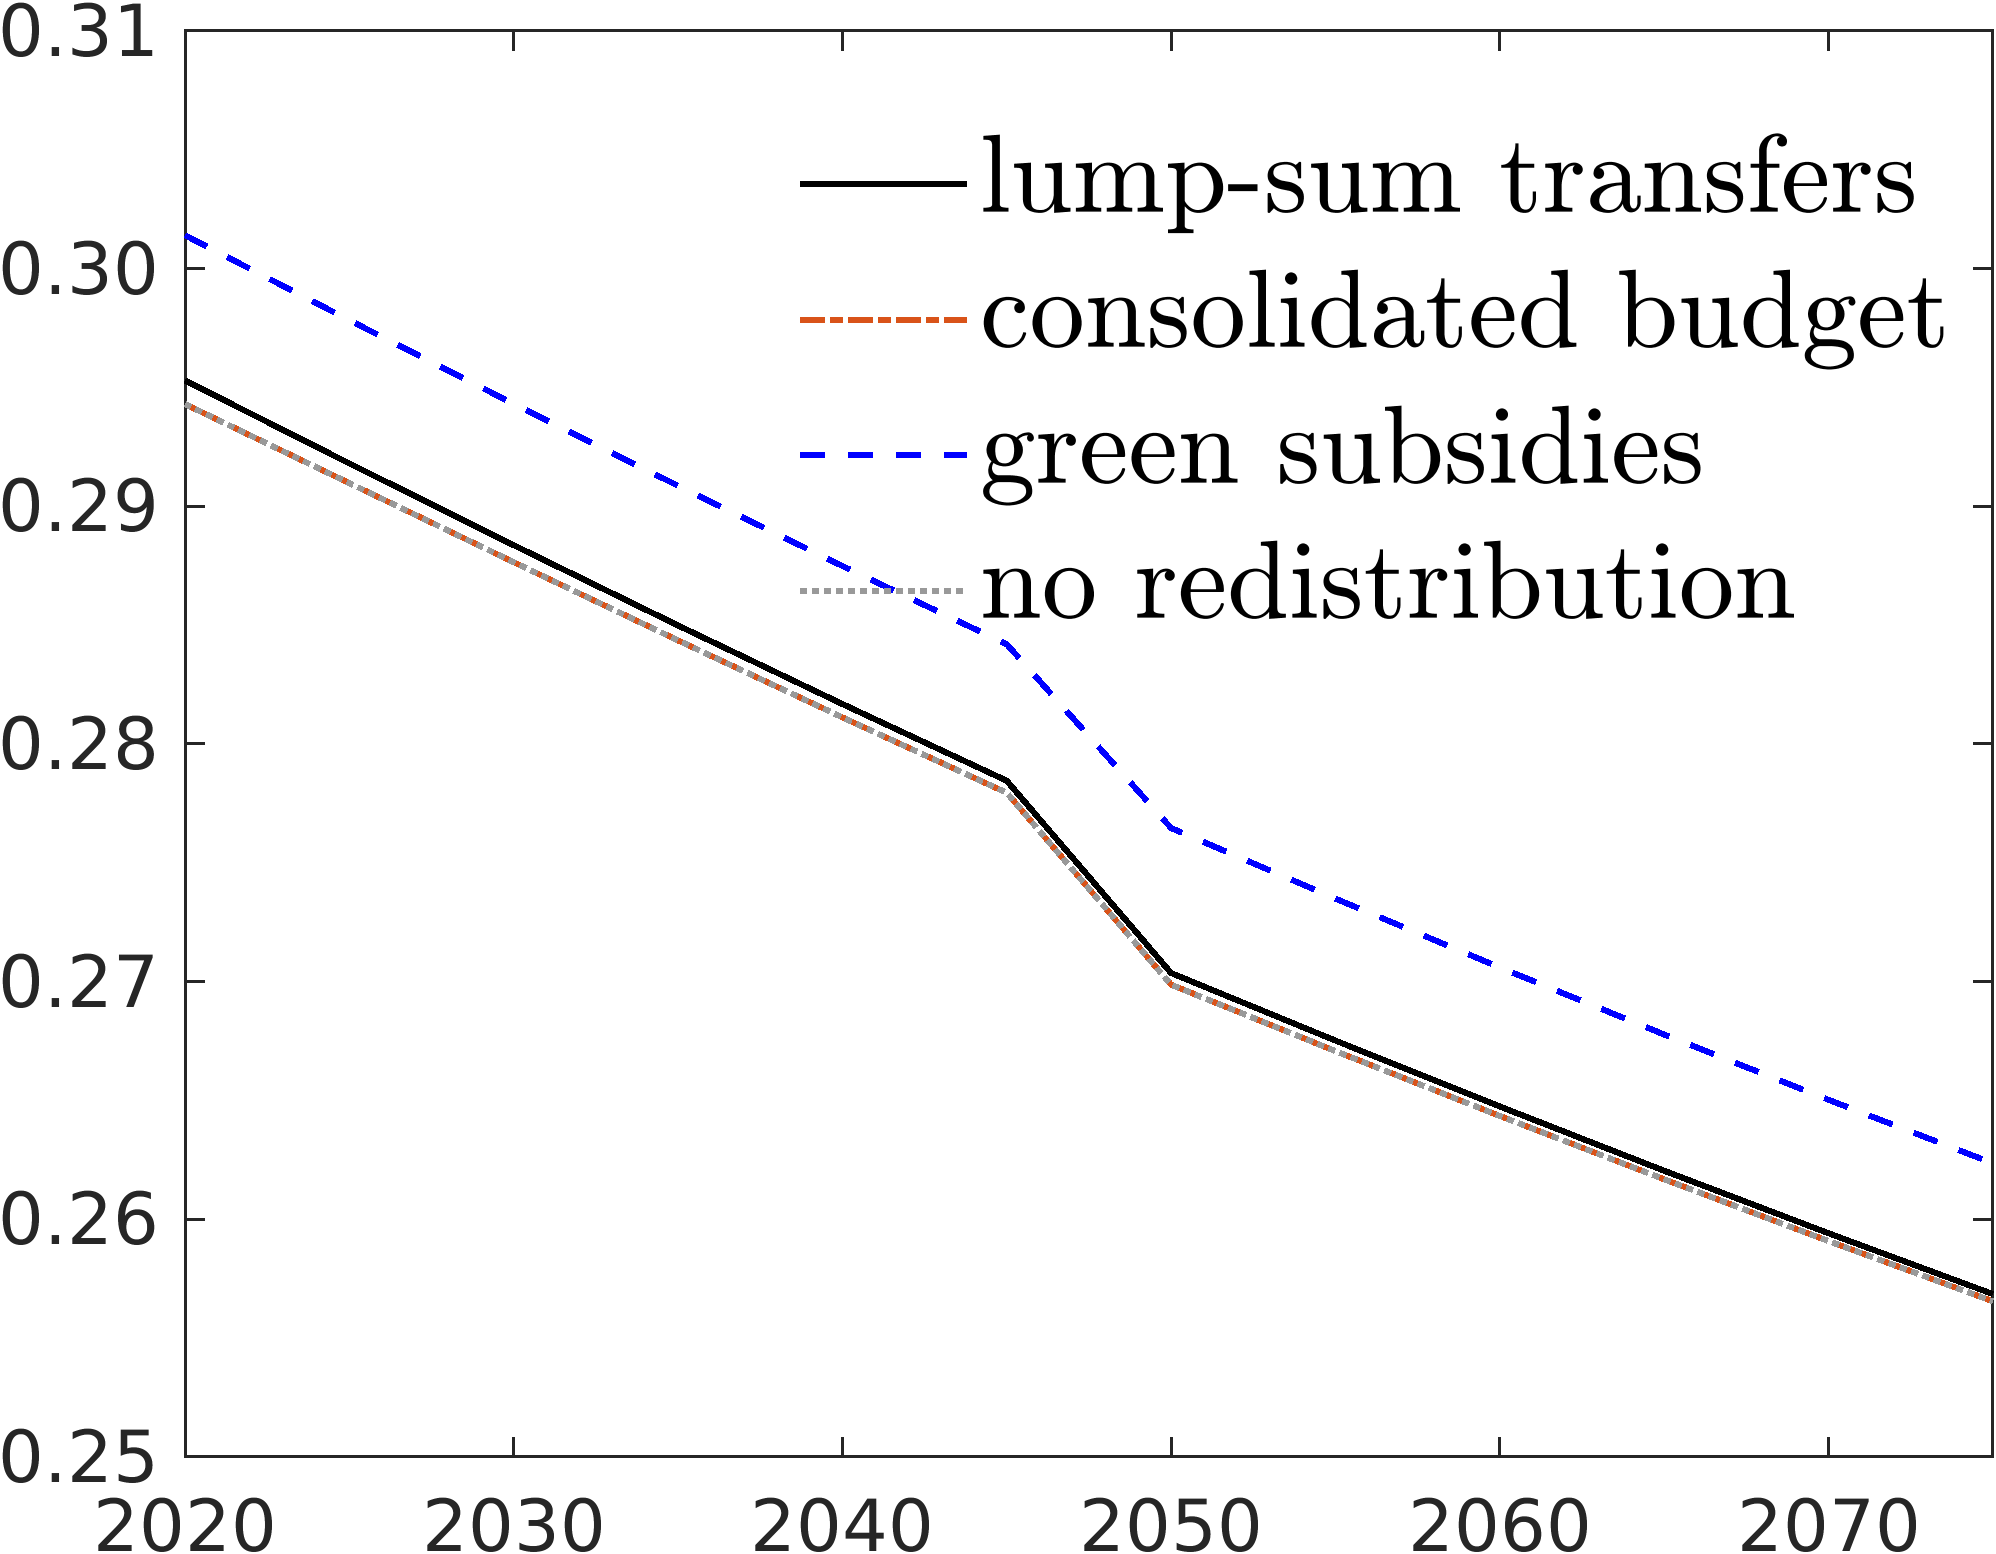 0.31
lump-sum transfers
0.30
consolidated budget
green subsidies
0.29
no redistribution
0.28
0.27
0.26
0.25
2020 2030 2040 2050 2060 2070